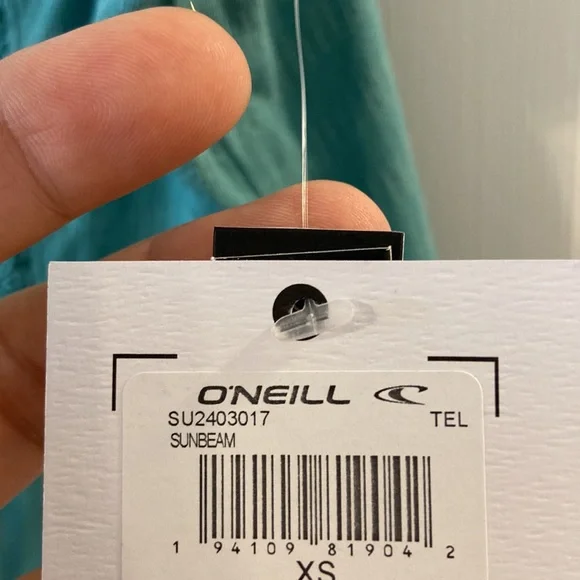 O'NEILL
SU2403017 TEL
SUNBEAM
1 94109 81904 2
XS